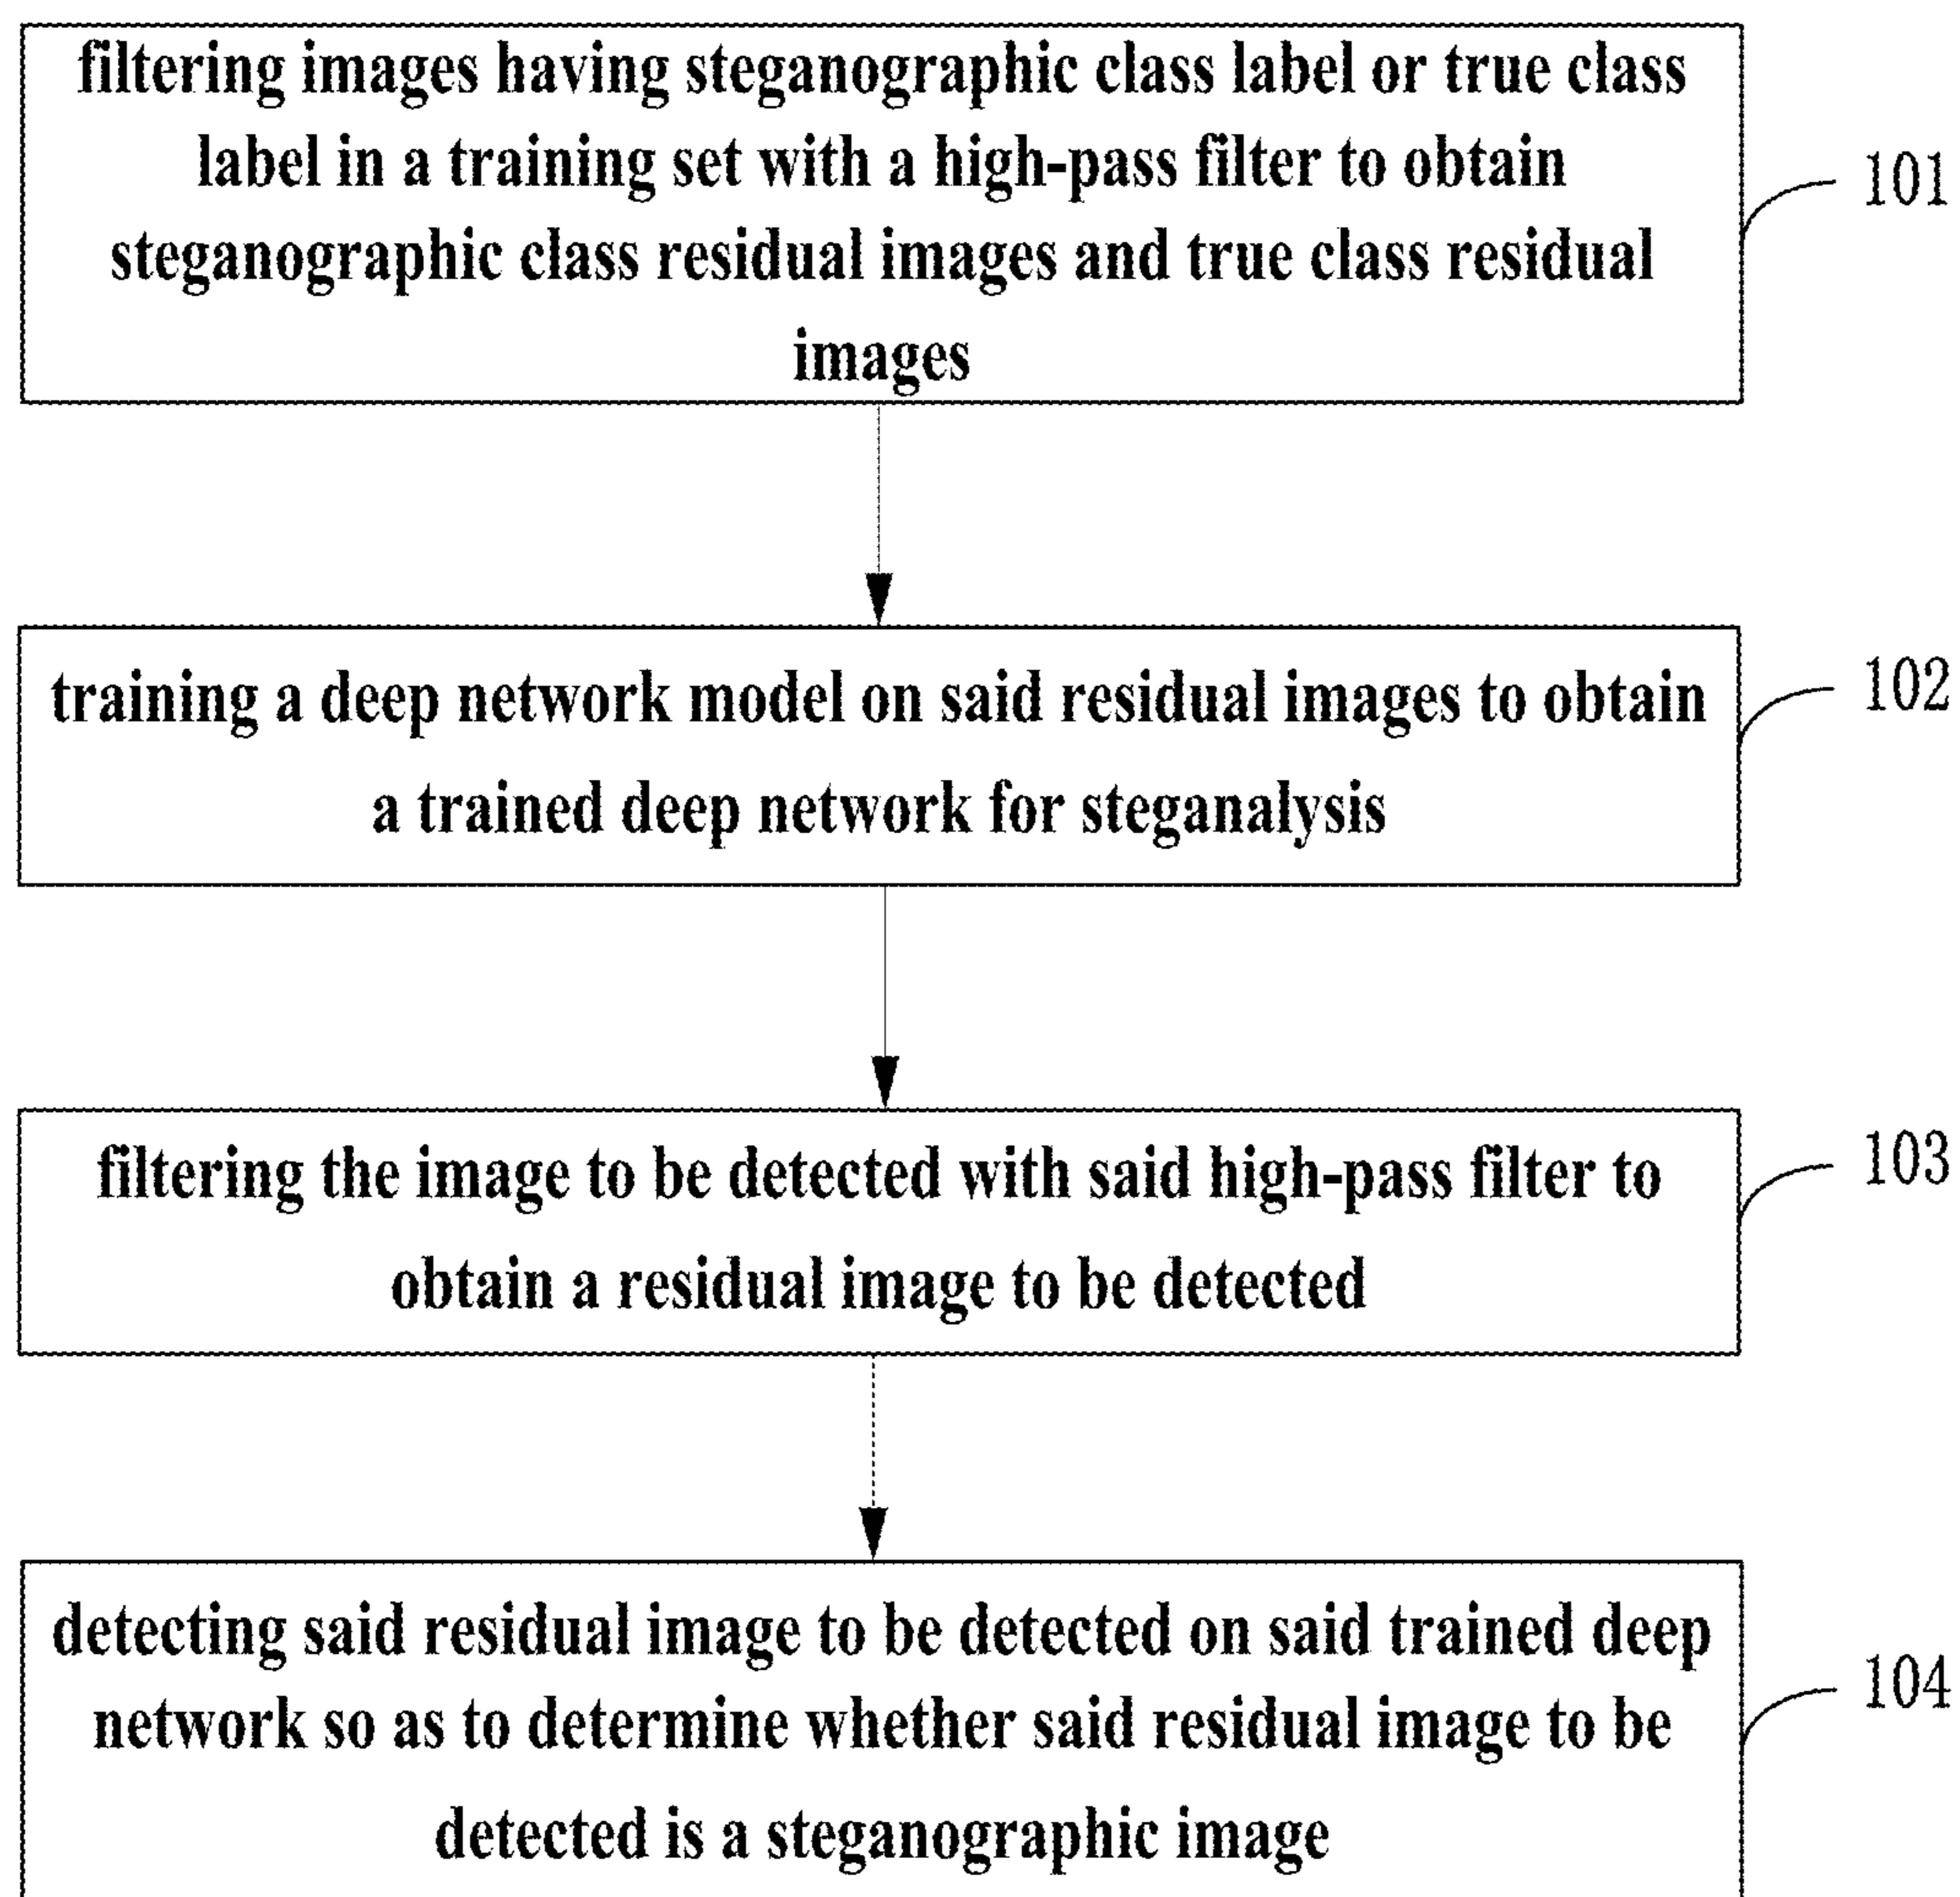 filtering images having steganographic class label or true class
label in a training set with a high-pass filter to obtain
steganographic class residual images and true class residual
images
101
training a deep network model on said residual images to obtain
a trained deep network for steganalysis
102
filtering the image to be detected with said high-pass filter to
obtain a residual image to be detected
103
detecting said residual image to be detected on said trained deep
network so as to determine whether said residual image to be
detected is a steganographic image
104